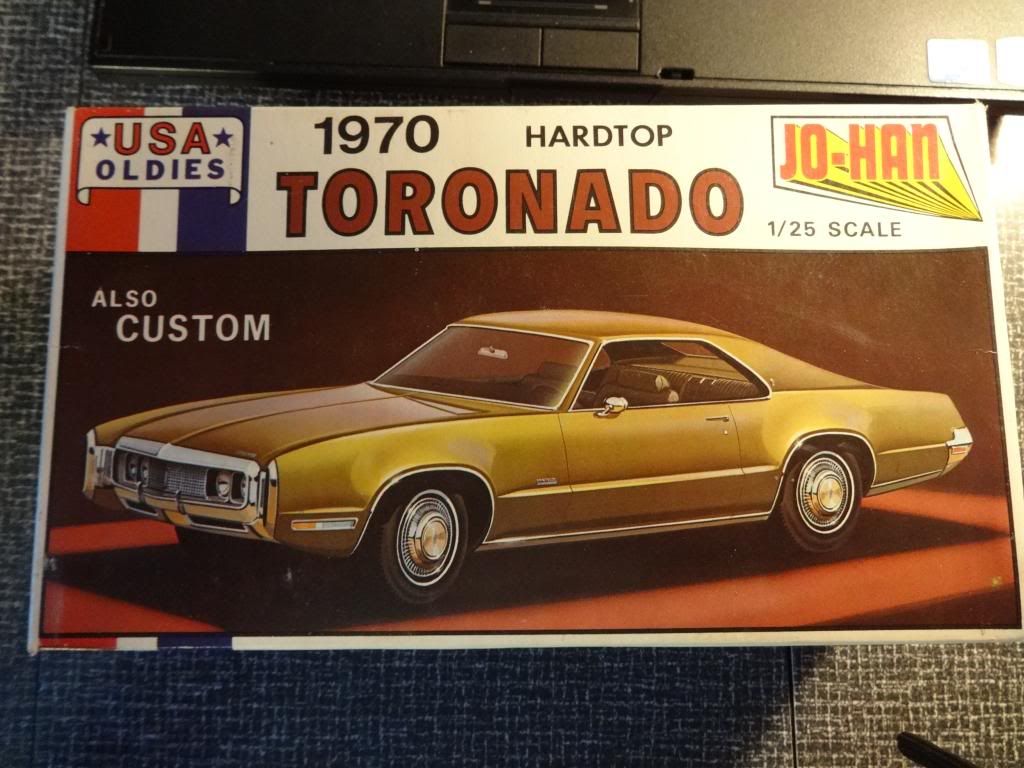 USA
OLDIES
1970 HARDTOP
TORONADO
JO-HAN
1/25 SCALE
ALSO
CUSTOM